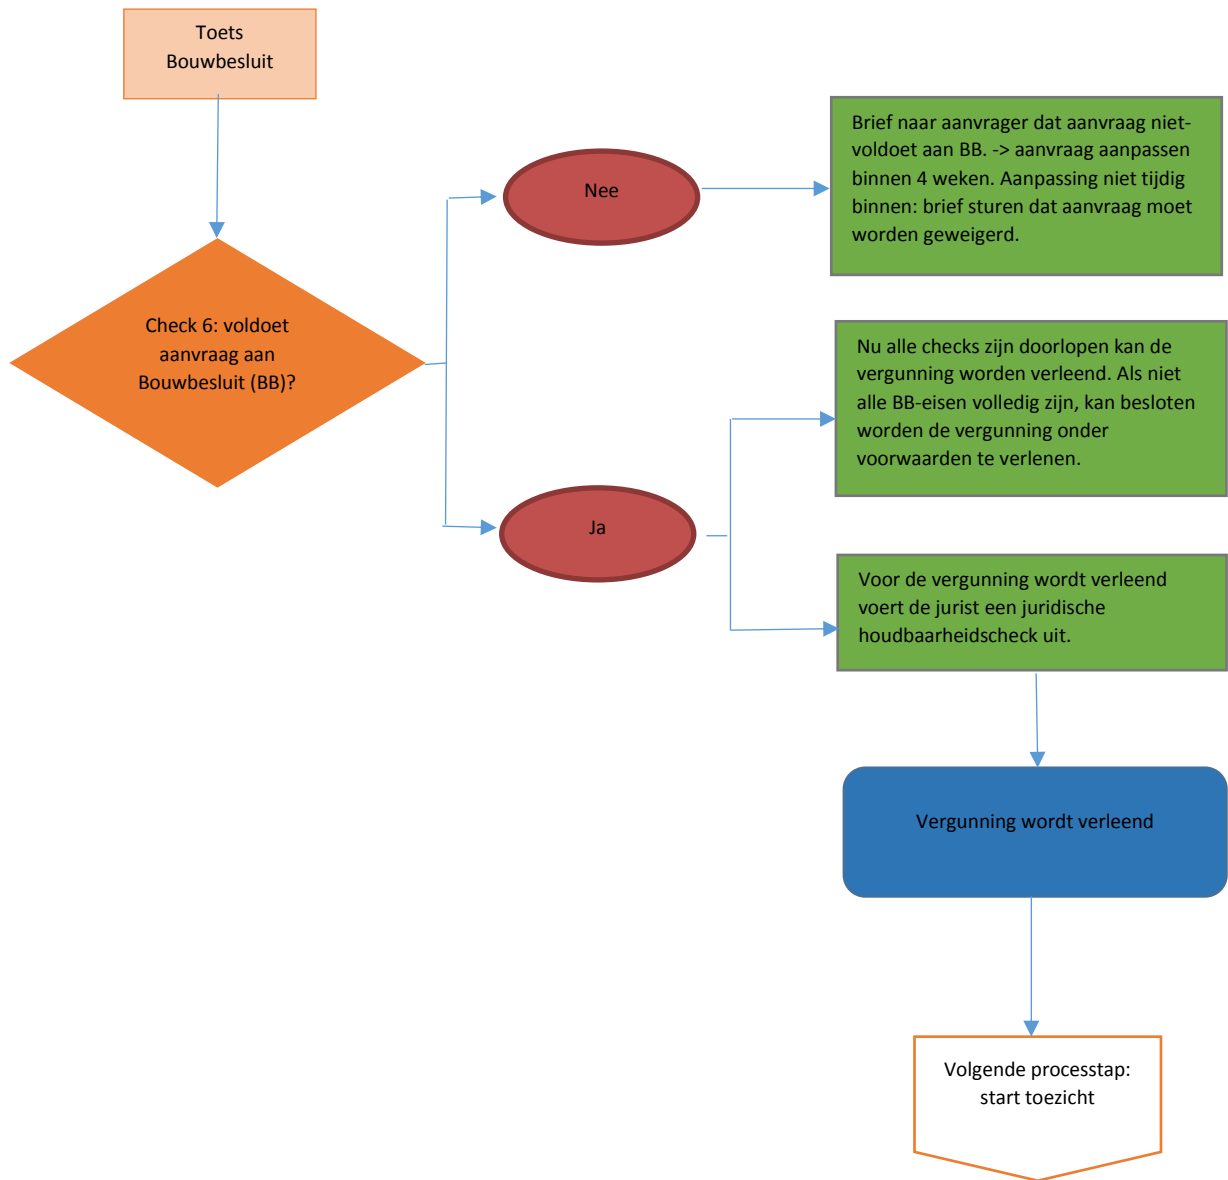 Toets
Bouwbesluit
Check 6: voldoet
aanvraag aan
Bouwbesluit (BB)?
Nee
Brief naar aanvrager dat aanvraag niet-
voldoet aan BB. -> aanvraag aanpassen
binnen 4 weken. Aanpassing niet tijdig
binnen: brief sturen dat aanvraag moet
worden geweigerd.
Ja
Nu alle checks zijn doorlopen kan de
vergunning worden verleend. Als niet
alle BB-eisen volledig zijn, kan besloten
worden de vergunning onder
voorwaarden te verlenen.
Voor de vergunning wordt verleend
voert de jurist een juridische
houdbaarheidscheck uit.
Vergunning wordt verleend
Volgende processtap:
start toezicht